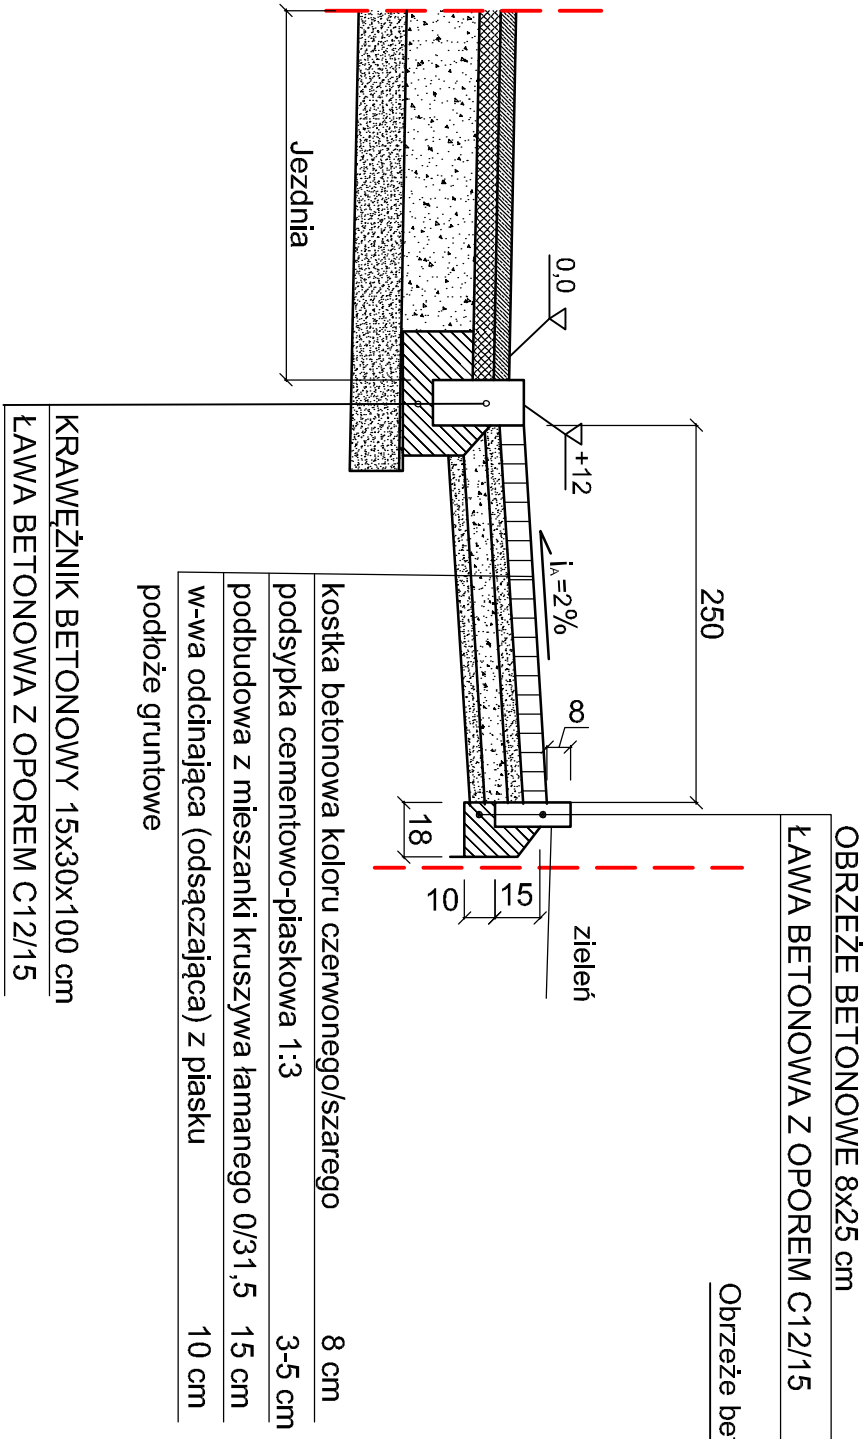 OBRZEŻE BETONOWE 8x25 cm
ŁAWA BETONOWA Z OPOREM C12/15
Obrzeże bet
250
8
0,0
+12
iA=2%
zieleń
15
10
18
Jezdnia
kostka betonowa koloru czerwonego/szarego 8 cm
podsypka cementowo-piaskowa 1:3 3-5 cm
podbudowa z mieszanki kruszywa łamanego 0/31,5 15 cm
w-wa odcinająca (odsączająca) z piasku 10 cm
podłoże gruntowe
KRAWĘŻNIK BETONOWY 15x30x100 cm
ŁAWA BETONOWA Z OPOREM C12/15